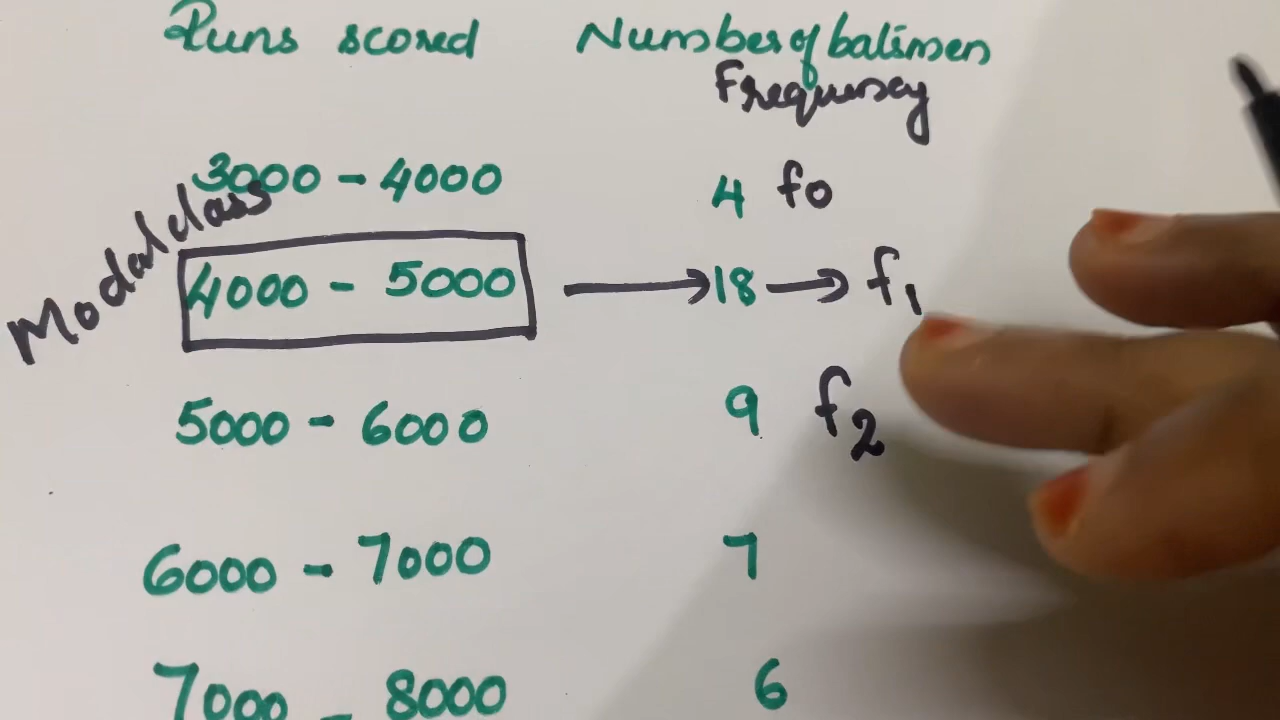 Runs scored Number of batsmen
Frequency
3000 - 4000 4 f0
Modal class
4000 - 5000 → 18 → f1
5000 - 6000 9 f2
6000 - 7000 7
7000 - 8000 6